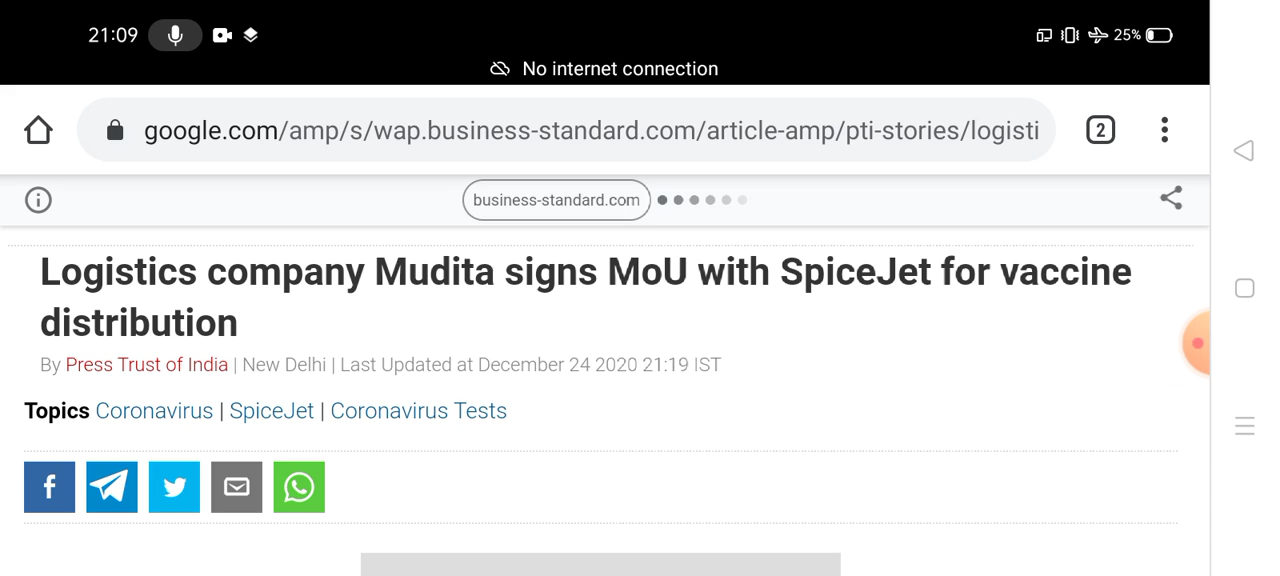 21:09
25%
No internet connection
google.com/amp/s/wap.business-standard.com/article-amp/pti-stories/logisti
2
business-standard.com
Logistics company Mudita signs MoU with SpiceJet for vaccine
distribution
By Press Trust of India | New Delhi | Last Updated at December 24 2020 21:19 IST
Topics Coronavirus | SpiceJet | Coronavirus Tests